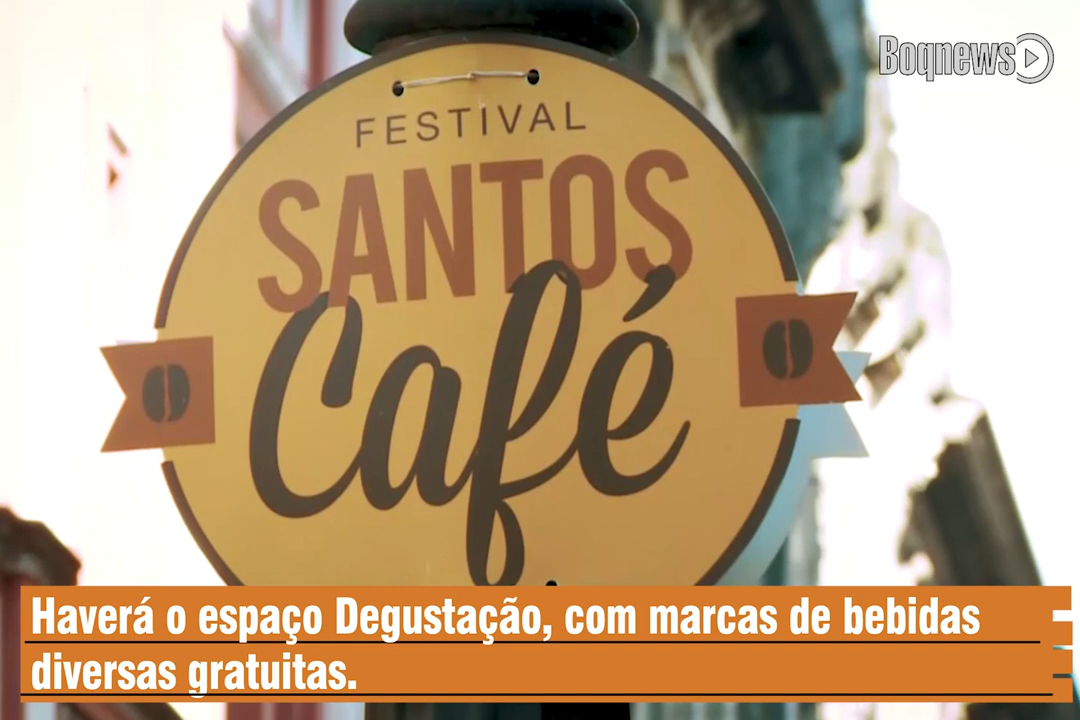 Boqnews
FESTIVAL
SANTOS
Café
Haverá o espaço Degustação, com marcas de bebidas
diversas gratuitas.